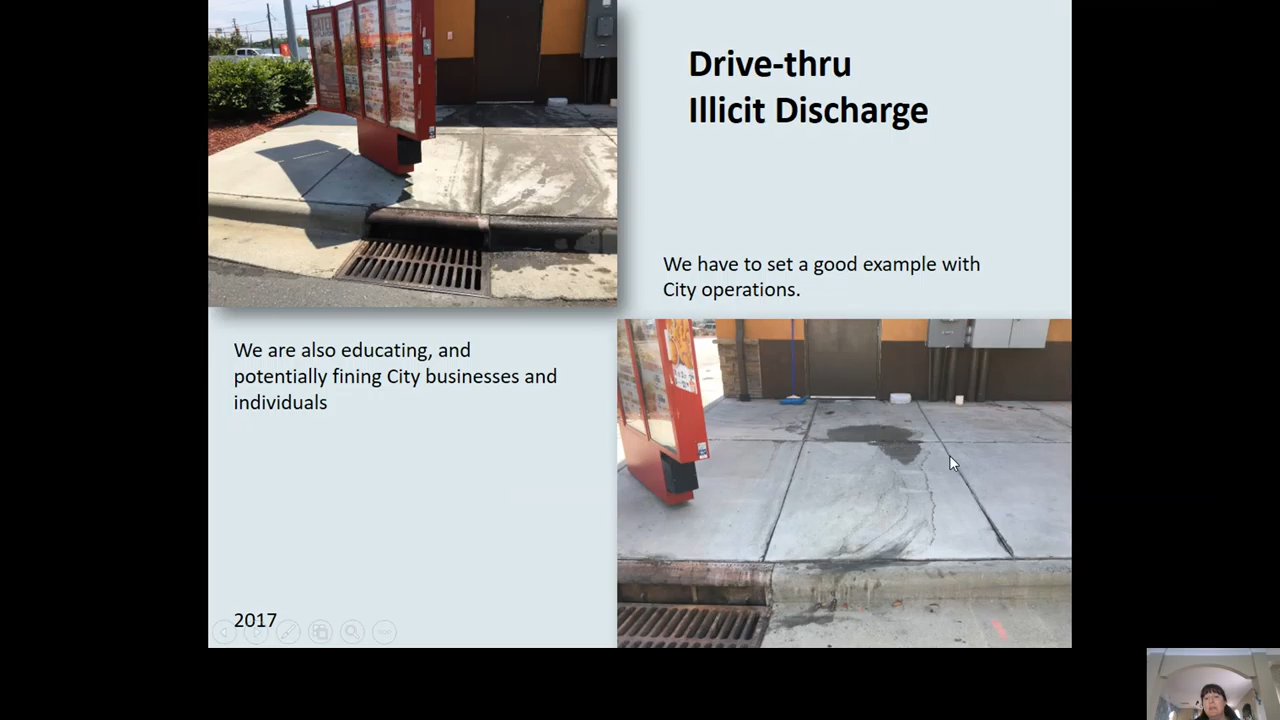 Drive-thru
Illicit Discharge
We have to set a good example with
City operations.
We are also educating, and
potentially fining City businesses and
individuals
2017